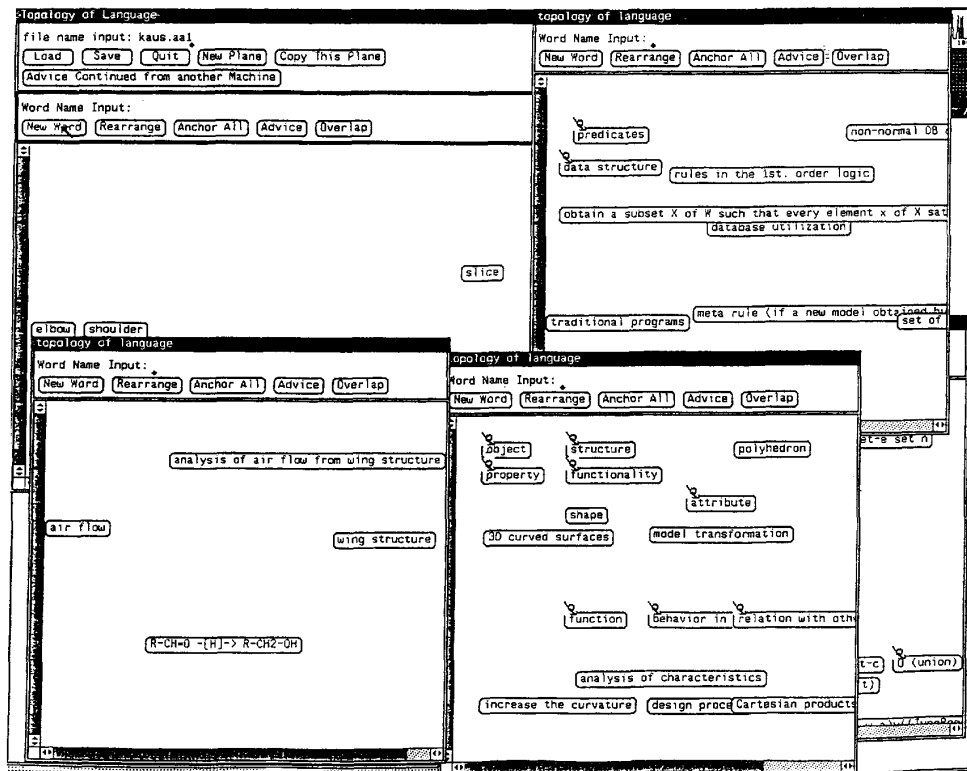 Topology of Language
file name input: kaus.aa1
Load Save Quit New Plane Copy This Plane
Advice Continued from another Machine
Word Name Input:
New Word Rearrange Anchor All Advice Overlap
slice
elbow shoulder
topology of language
Word Name Input:
New Word Rearrange Anchor All Advice Overlap
predicates
non-normal DB
data structure
rules in the 1st. order logic
obtain a subset X of W such that every element x of X sat
database utilization
meta rule (if a new model obtained by
traditional programs
set of
topology of language
Word Name Input:
New Word Rearrange Anchor All Advice Overlap
analysis of air flow from wing structure
air flow
wing structure
R-CH=O -[H]-> R-CH2-OH
topology of language
Word Name Input:
New Word Rearrange Anchor All Advice Overlap
object structure polyhedron
property functionality
attribute
shape
3D curved surfaces model transformation
function behavior in relation with oth
analysis of characteristics
increase the curvature design proce Cartesian products
et-e set n
t-c U (union)
t)